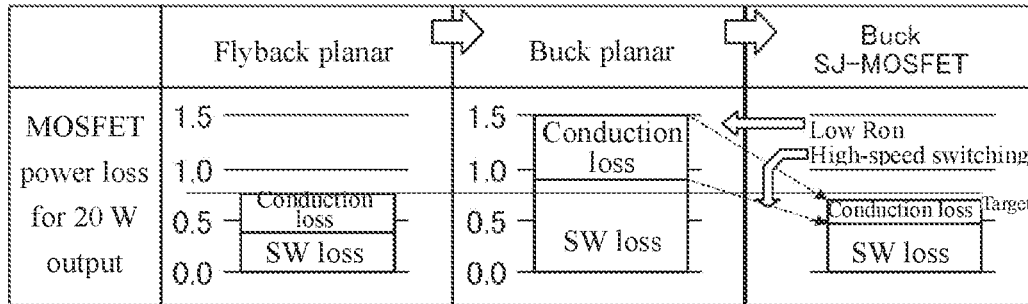 Flyback planar
Buck planar
Buck
SJ-MOSFET
MOSFET
power loss
for 20 W
output
1.5
1.0
0.5
0.0
Conduction
loss
SW loss
1.5
1.0
0.5
0.0
Conduction
loss
SW loss
Low Ron
High-speed switching
Target
Conduction loss
SW loss